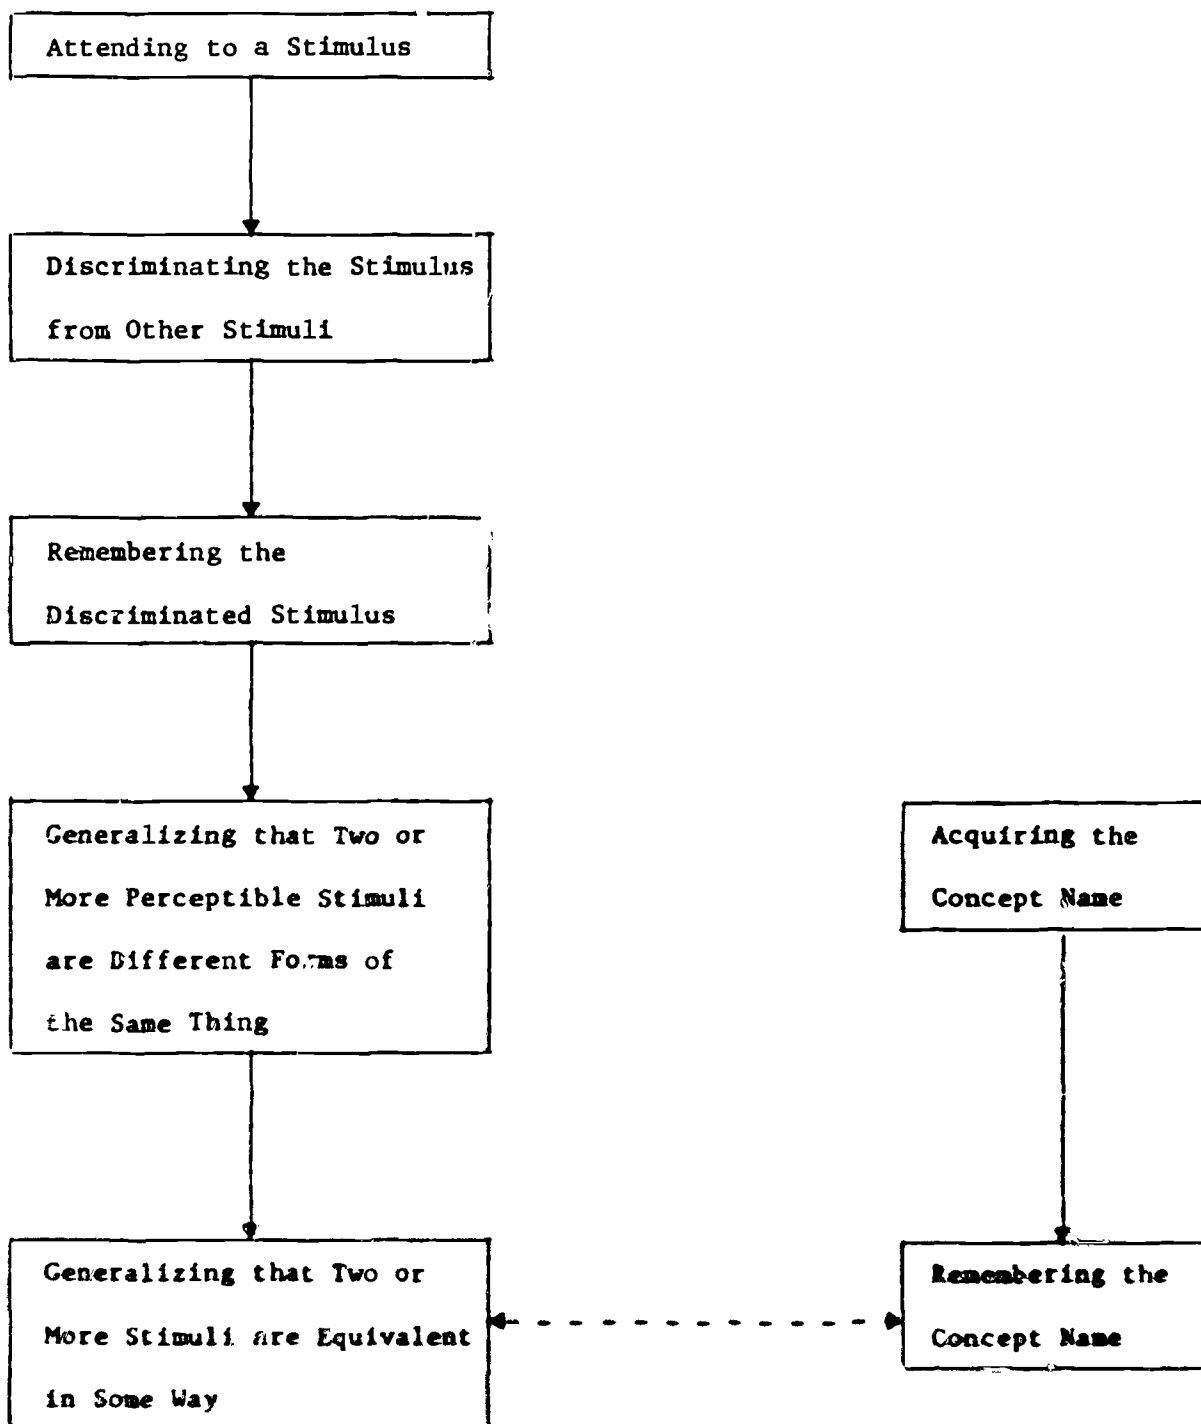 Attending to a Stimulus
Discriminating the Stimulus
from Other Stimuli
Remembering the
Discriminated Stimulus
Generalizing that Two or
More Perceptible Stimuli
are Different Forms of
the Same Thing
Acquiring the
Concept Name
Generalizing that Two or
More Stimuli are Equivalent
in Some Way
Remembering the
Concept Name